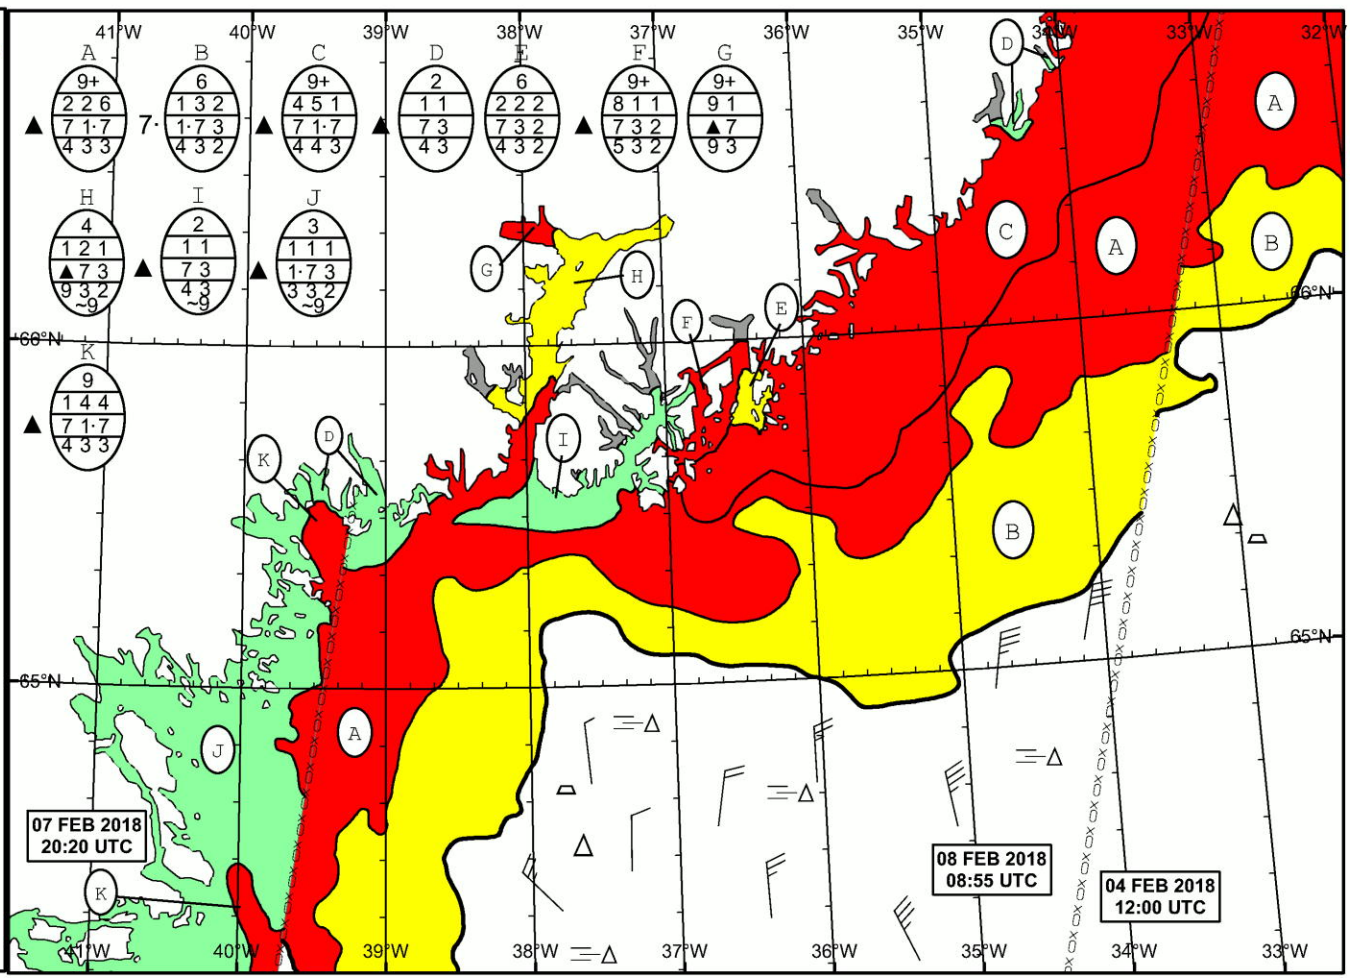 41°W 40°W 39°W 38°W 37°W 36°W 35°W 34°W 33°W 32°W
A B C D E F G
9+ 6 9+ 2 6 9+ 9+
2 2 6 1 3 2 4 5 1 1 1 2 2 2 8 1 1 9 1
▲ 7 1·7 7· 1·7 3 ▲ 7 1·7 ▲ 7 3 7 3 2 ▲ 7 3 2 ▲ 7
4 3 3 4 3 2 4 4 3 4 3 4 3 2 5 3 2 9 3
H I J
4 2 3
1 2 1 1 1 1 1 1
▲ 7 3 ▲ 7 3 ▲ 1·7 3
9 3 2 4 3 3 3 2
~9 ~9 ~9
K
9
1 4 4
▲ 7 1·7
4 3 3
D
A
C
A
B
G
H
E
F
66°N
66°N
I
D
K
B
65°N
65°N
A
J
07 FEB 2018
20:20 UTC
08 FEB 2018
08:55 UTC
04 FEB 2018
12:00 UTC
K
41°W 40°W 39°W 38°W 37°W 36°W 35°W 34°W 33°W